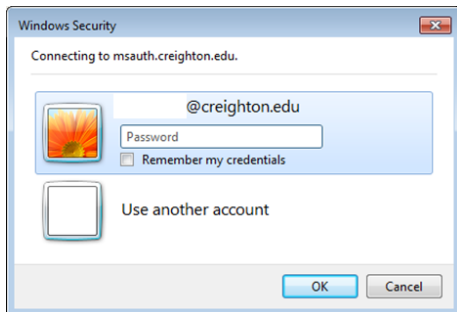 Windows Security
Connecting to msauth.creighton.edu.
@creighton.edu
Password
Remember my credentials
Use another account
OK
Cancel